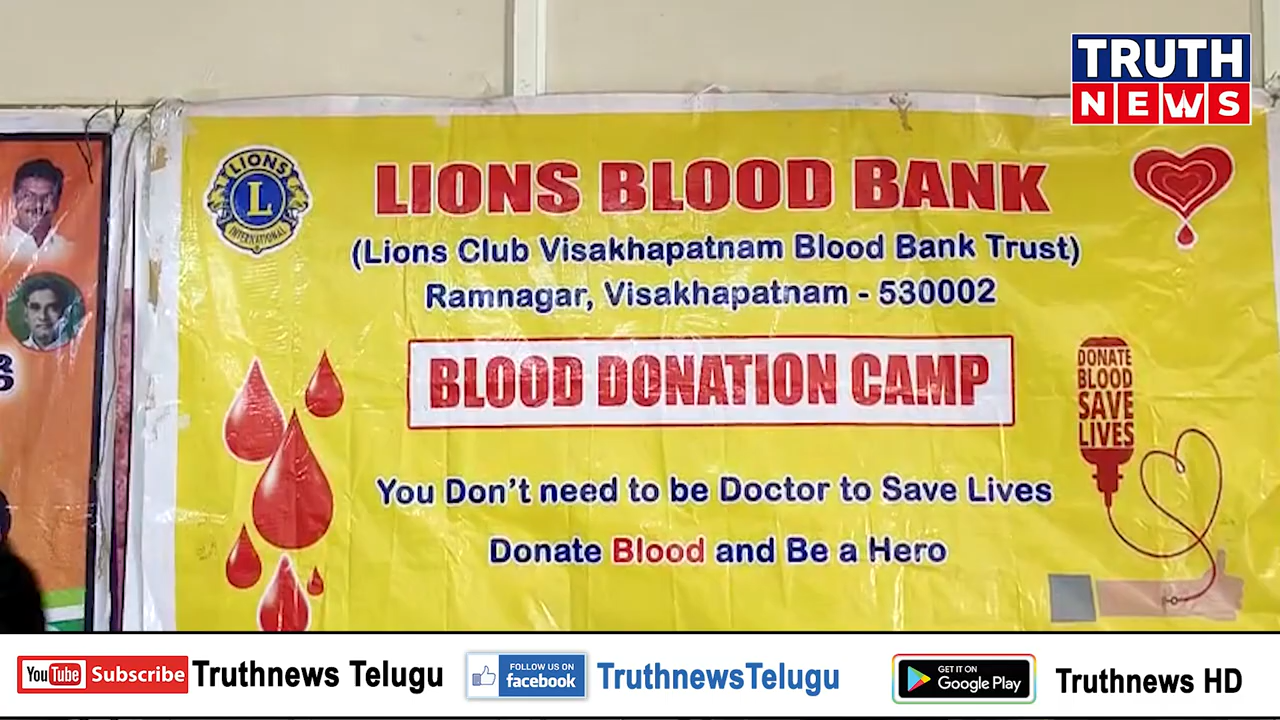 TRUTH
NEWS
LIONS
L
INTERNATIONAL
LIONS BLOOD BANK
(Lions Club Visakhapatnam Blood Bank Trust)
Ramnagar, Visakhapatnam - 530002
BLOOD DONATION CAMP
DONATE
BLOOD
SAVE
LIVES
You Don't need to be Doctor to Save Lives
Donate Blood and Be a Hero
YouTube Subscribe Truthnews Telugu
FOLLOW US ON
facebook
TruthnewsTelugu
GET IT ON
Google Play
Truthnews HD